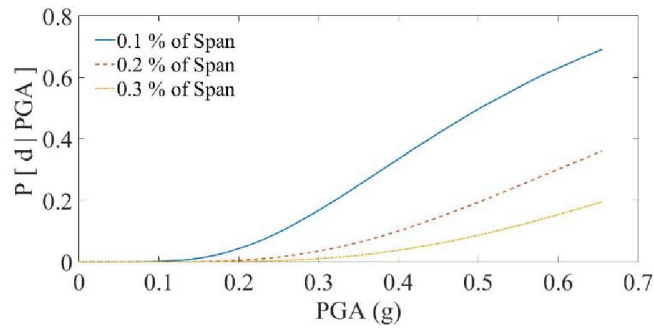 0.8
0.1 % of Span
0.2 % of Span
0.6
0.3 % of Span
0.4
0.2
0
P [ d | PGA ]
0 0.1 0.2 0.3 0.4 0.5 0.6 0.7
PGA (g)